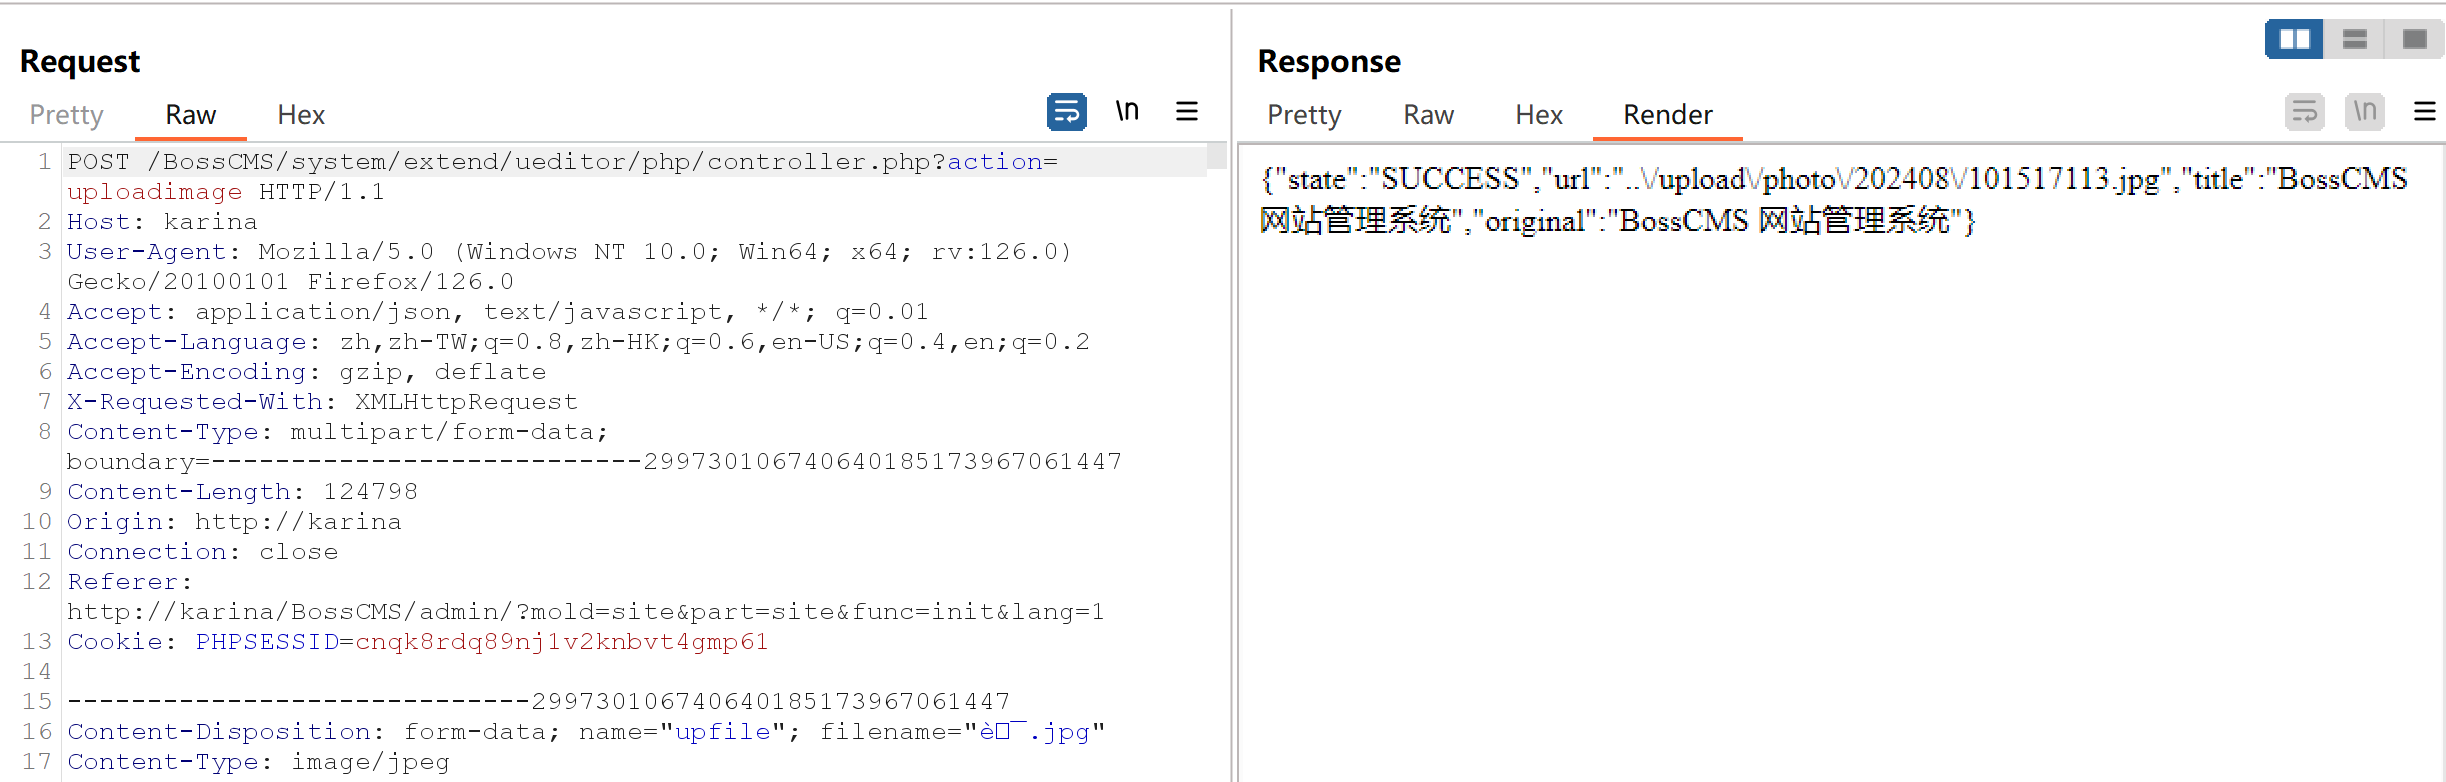 Request
Pretty Raw Hex
\n
1 POST /BossCMS/system/extend/ueditor/php/controller.php?action=
uploadimage HTTP/1.1
2 Host: karina
3 User-Agent: Mozilla/5.0 (Windows NT 10.0; Win64; x64; rv:126.0)
Gecko/20100101 Firefox/126.0
4 Accept: application/json, text/javascript, */*; q=0.01
5 Accept-Language: zh,zh-TW;q=0.8,zh-HK;q=0.6,en-US;q=0.4,en;q=0.2
6 Accept-Encoding: gzip, deflate
7 X-Requested-With: XMLHttpRequest
8 Content-Type: multipart/form-data;
boundary=---------------------------299730106740640185173967061447
9 Content-Length: 124798
10 Origin: http://karina
11 Connection: close
12 Referer:
http://karina/BossCMS/admin/?mold=site&part=site&func=init&lang=1
13 Cookie: PHPSESSID=cnqk8rdq89nj1v2knbvt4gmp61
14
15 -----------------------------299730106740640185173967061447
16 Content-Disposition: form-data; name="upfile"; filename="è□¯.jpg"
17 Content-Type: image/jpeg
Response
Pretty Raw Hex Render
\n
{"state":"SUCCESS","url":"..\/upload\/photo\/202408\/101517113.jpg","title":"BossCMS
网站管理系统","original":"BossCMS 网站管理系统"}